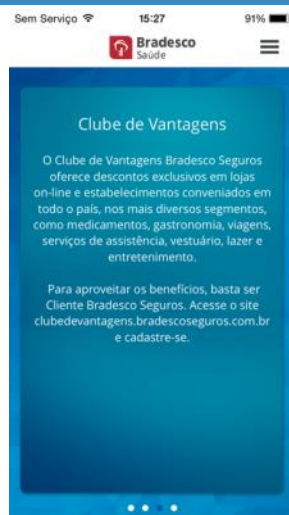 Sem Serviço 15:27 91%
Bradesco
Saúde
Clube de Vantagens
O Clube de Vantagens Bradesco Seguros
oferece descontos exclusivos em lojas
on-line e estabelecimentos conveniados em
todo o país, nos mais diversos segmentos,
como medicamentos, gastronomia, viagens,
serviços de assistência, vestuário, lazer e
entretenimento.
Para aproveitar os benefícios, basta ser
Cliente Bradesco Seguros. Acesse o site
clubedevantagens.bradescoseguros.com.br
e cadastre-se.